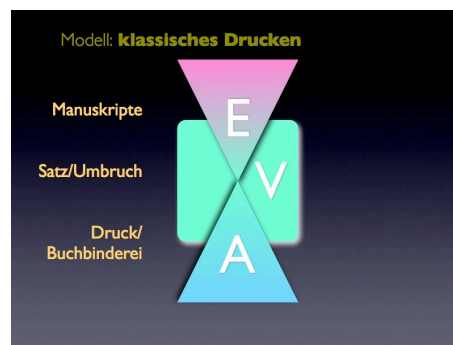 Modell: klassisches Drucken
Manuskripte
E
Satz/Umbruch
V
Druck/
Buchbinderei
A